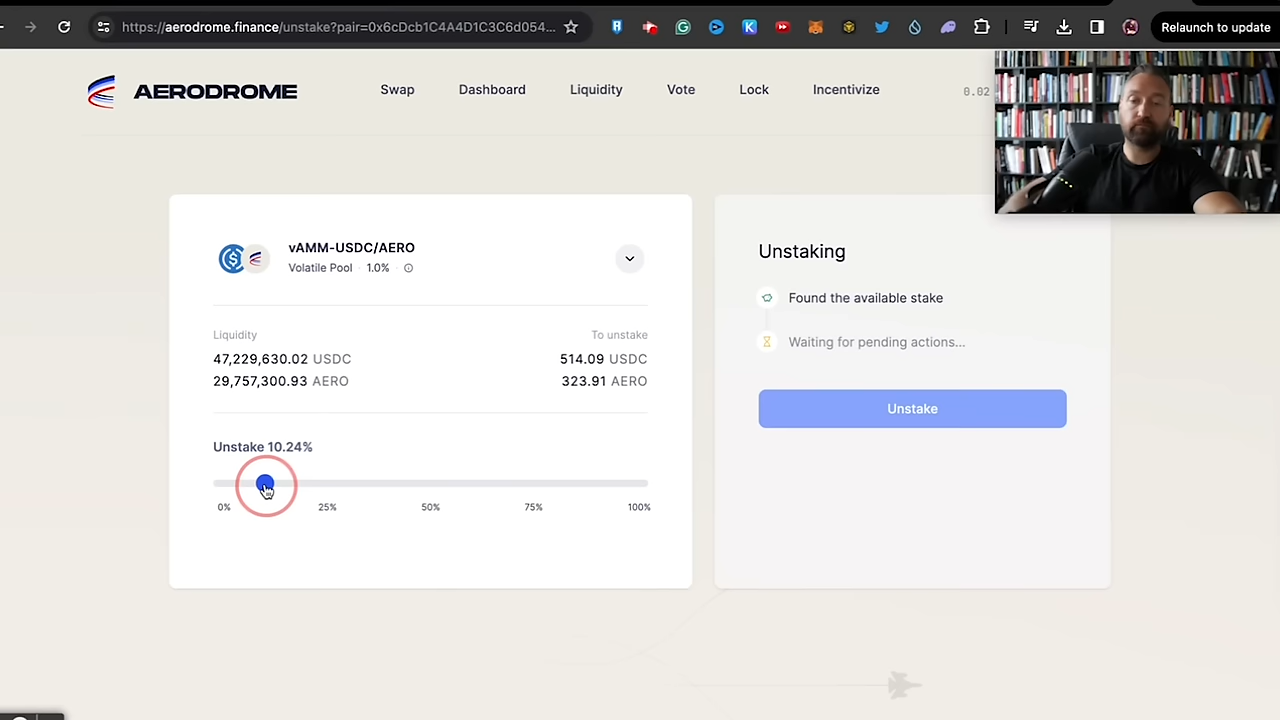 https://aerodrome.finance/unstake?pair=0x6cDcb1C4A4D1C3C6d054...
Relaunch to update
AERODROME
Swap
Dashboard
Liquidity
Vote
Lock
Incentivize
0.02
vAMM-USDC/AERO
Volatile Pool · 1.0%
Liquidity
To unstake
47,229,630.02 USDC
514.09 USDC
29,757,300.93 AERO
323.91 AERO
Unstake 10.24%
0%
25%
50%
75%
100%
Unstaking
Found the available stake
Waiting for pending actions...
Unstake